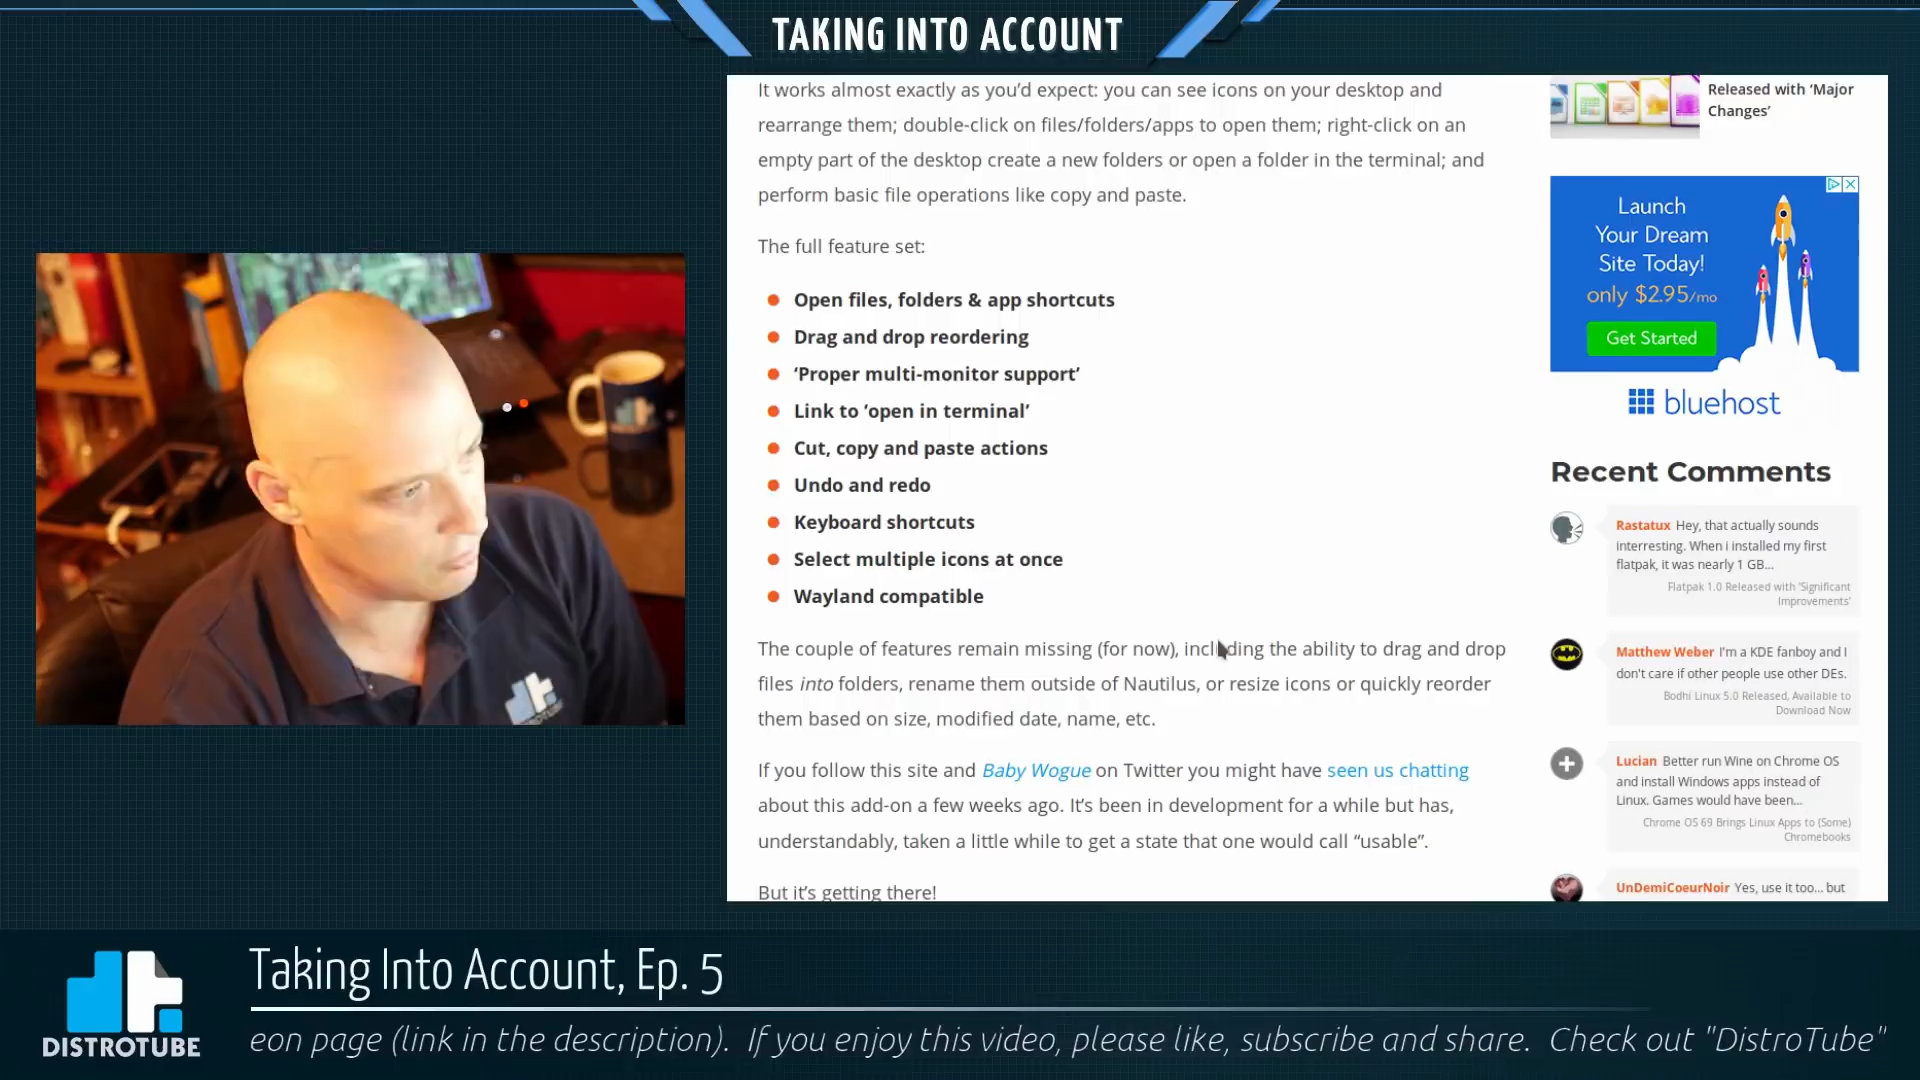 TAKING INTO ACCOUNT
It works almost exactly as you’d expect: you can see icons on your desktop and
rearrange them; double-click on files/folders/apps to open them; right-click on an
empty part of the desktop create a new folders or open a folder in the terminal; and
perform basic file operations like copy and paste.
The full feature set:
Open files, folders & app shortcuts
Drag and drop reordering
‘Proper multi-monitor support’
Link to ‘open in terminal’
Cut, copy and paste actions
Undo and redo
Keyboard shortcuts
Select multiple icons at once
Wayland compatible
The couple of features remain missing (for now), including the ability to drag and drop
files into folders, rename them outside of Nautilus, or resize icons or quickly reorder
them based on size, modified date, name, etc.
If you follow this site and Baby Wogue on Twitter you might have seen us chatting
about this add-on a few weeks ago. It’s been in development for a while but has,
understandably, taken a little while to get a state that one would call “usable”.
But it’s getting there!
Released with ‘Major
Changes’
Launch
Your Dream
Site Today!
only $2.95/mo
Get Started
bluehost
Recent Comments
Rastatux Hey, that actually sounds
interresting. When i installed my first
flatpak, it was nearly 1 GB...
Flatpak 1.0 Released with ‘Significant
Improvements’
Matthew Weber I'm a KDE fanboy and I
don't care if other people use other DEs.
Bodhi Linux 5.0 Released, Available to
Download Now
Lucian Better run Wine on Chrome OS
and install Windows apps instead of
Linux. Games would have been...
Chrome OS 69 Brings Linux Apps to (Some)
Chromebooks
UnDemiCoeurNoir Yes, use it too... but
DISTROTUBE
Taking Into Account, Ep. 5
eon page (link in the description). If you enjoy this video, please like, subscribe and share. Check out "DistroTube"
DISTROTUBE